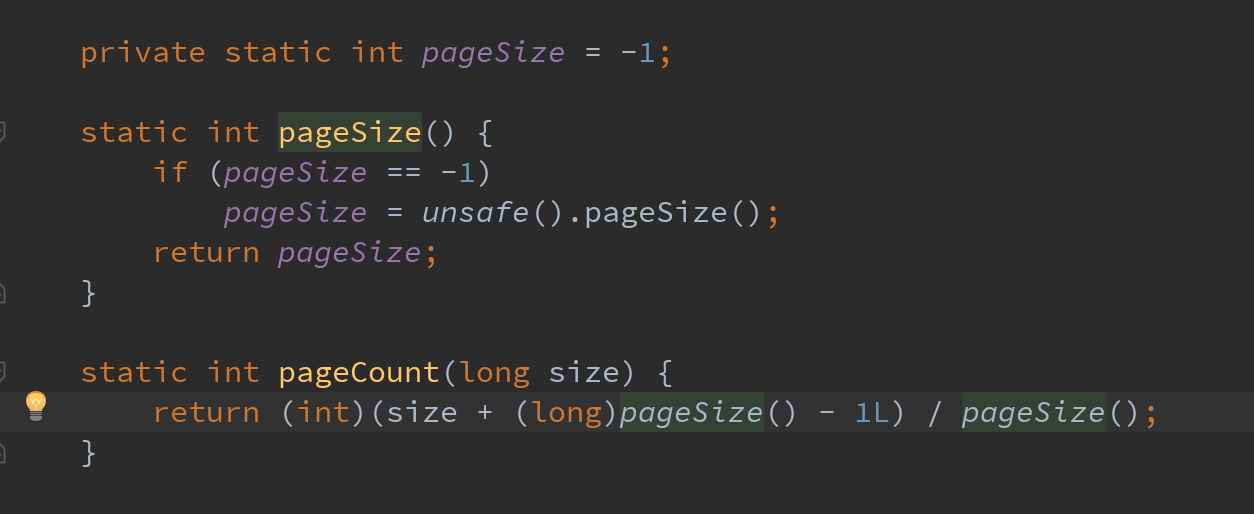 private static int pageSize = -1;
static int pageSize() {
if (pageSize == -1)
pageSize = unsafe().pageSize();
return pageSize;
}
static int pageCount(long size) {
return (int)(size + (long)pageSize() - 1L) / pageSize();
}